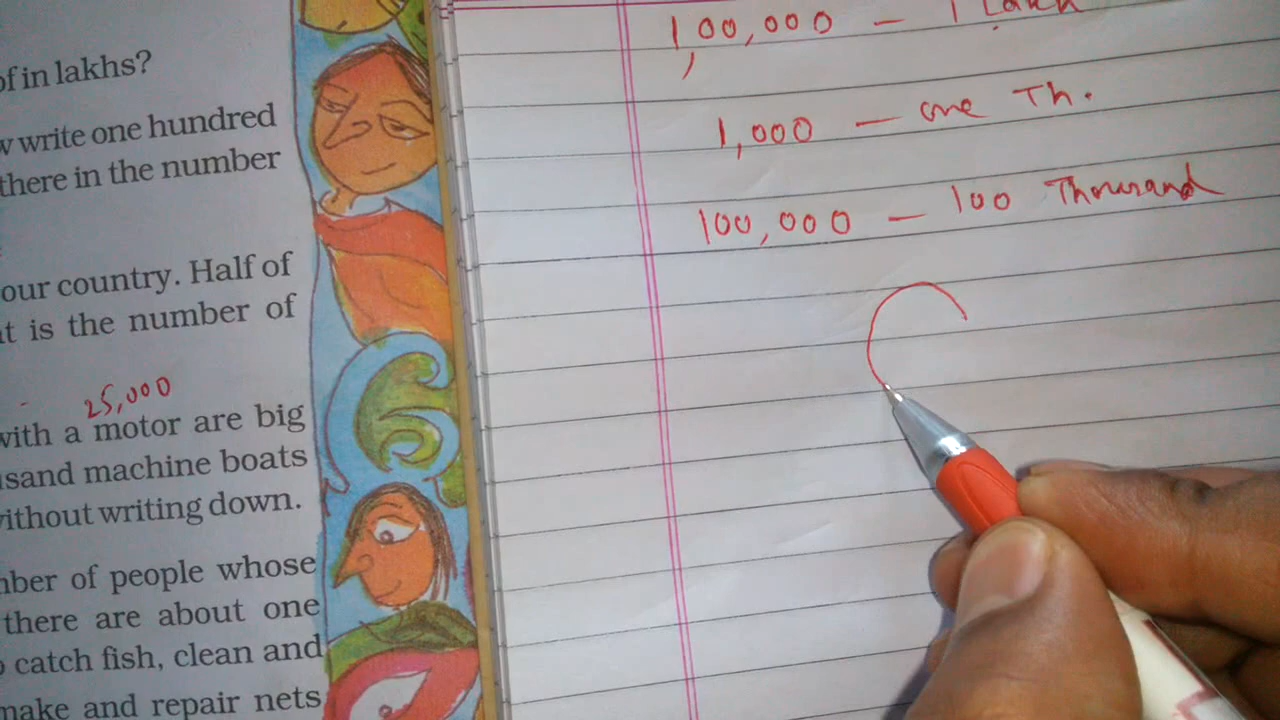 of in lakhs?
w write one hundred
there in the number
our country. Half of
at is the number of
25,000
with a motor are big
usand machine boats
without writing down.
mber of people whose
there are about one
o catch fish, clean and
make and repair nets
1,00,000 – 1 Lakh
,
1,000 – one Th.
100,000 – 100 Thousand